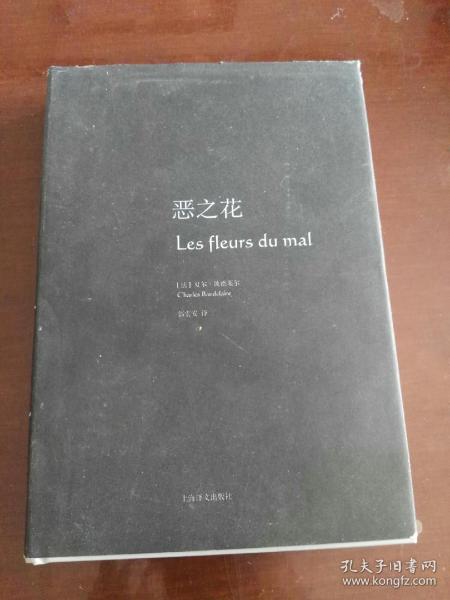 恶之花
Les fleurs du mal
[法] 夏尔·波德莱尔
Charles Baudelaire
郭宏安 译
上海译文出版社
孔夫子旧书网
www.kongfz.com